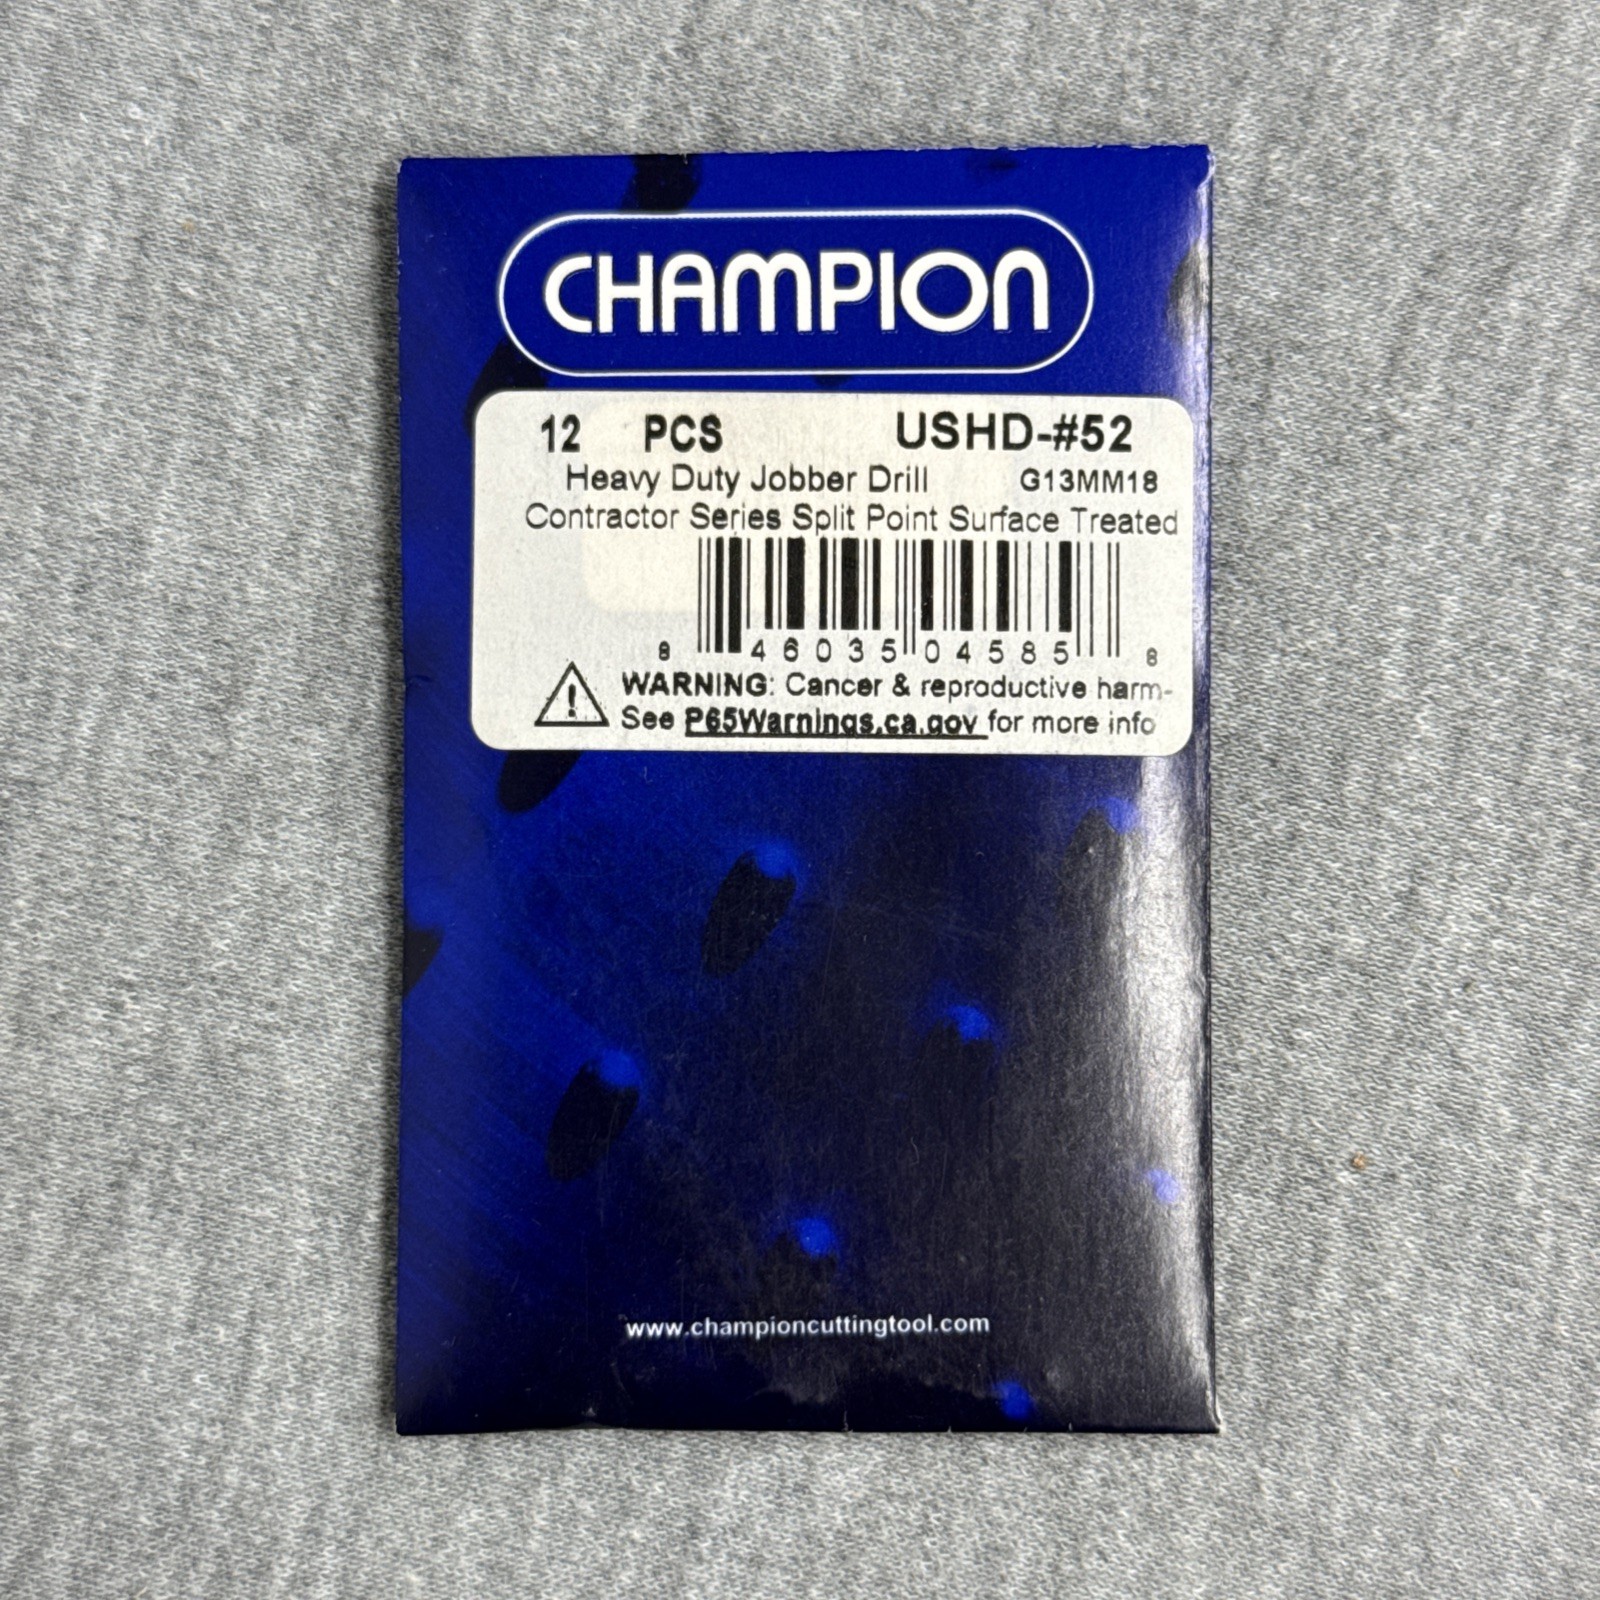 CHAMPION
12 PCS USHD-#52
Heavy Duty Jobber Drill G13MM18
Contractor Series Split Point Surface Treated
8 46035 04585 8
WARNING: Cancer & reproductive harm-
See P65Warnings.ca.gov for more info
www.championcuttingtool.com